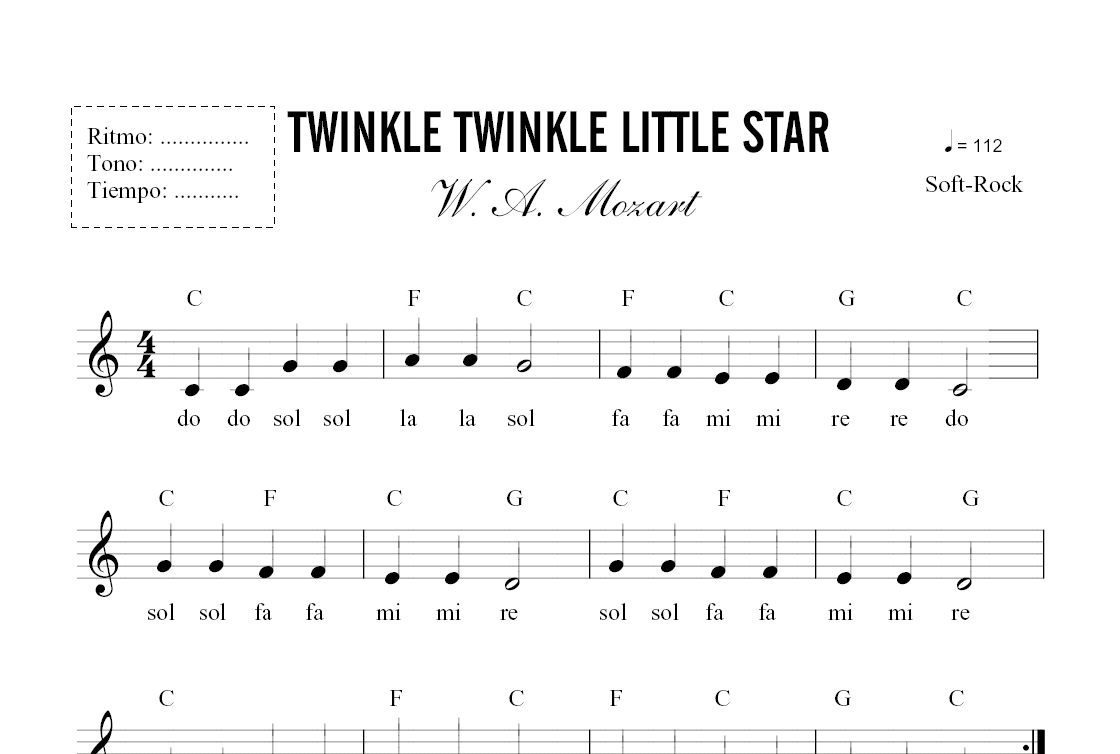 TWINKLE TWINKLE LITTLE STAR
W. A. Mozart
Ritmo: ...............
Tono: ..............
Tiempo: ...........
= 112
Soft-Rock
C F C F C G C
4
4
do do sol sol la la sol fa fa mi mi re re do
C F C G C F C G
sol sol fa fa mi mi re sol sol fa fa mi mi re
C F C F C G C